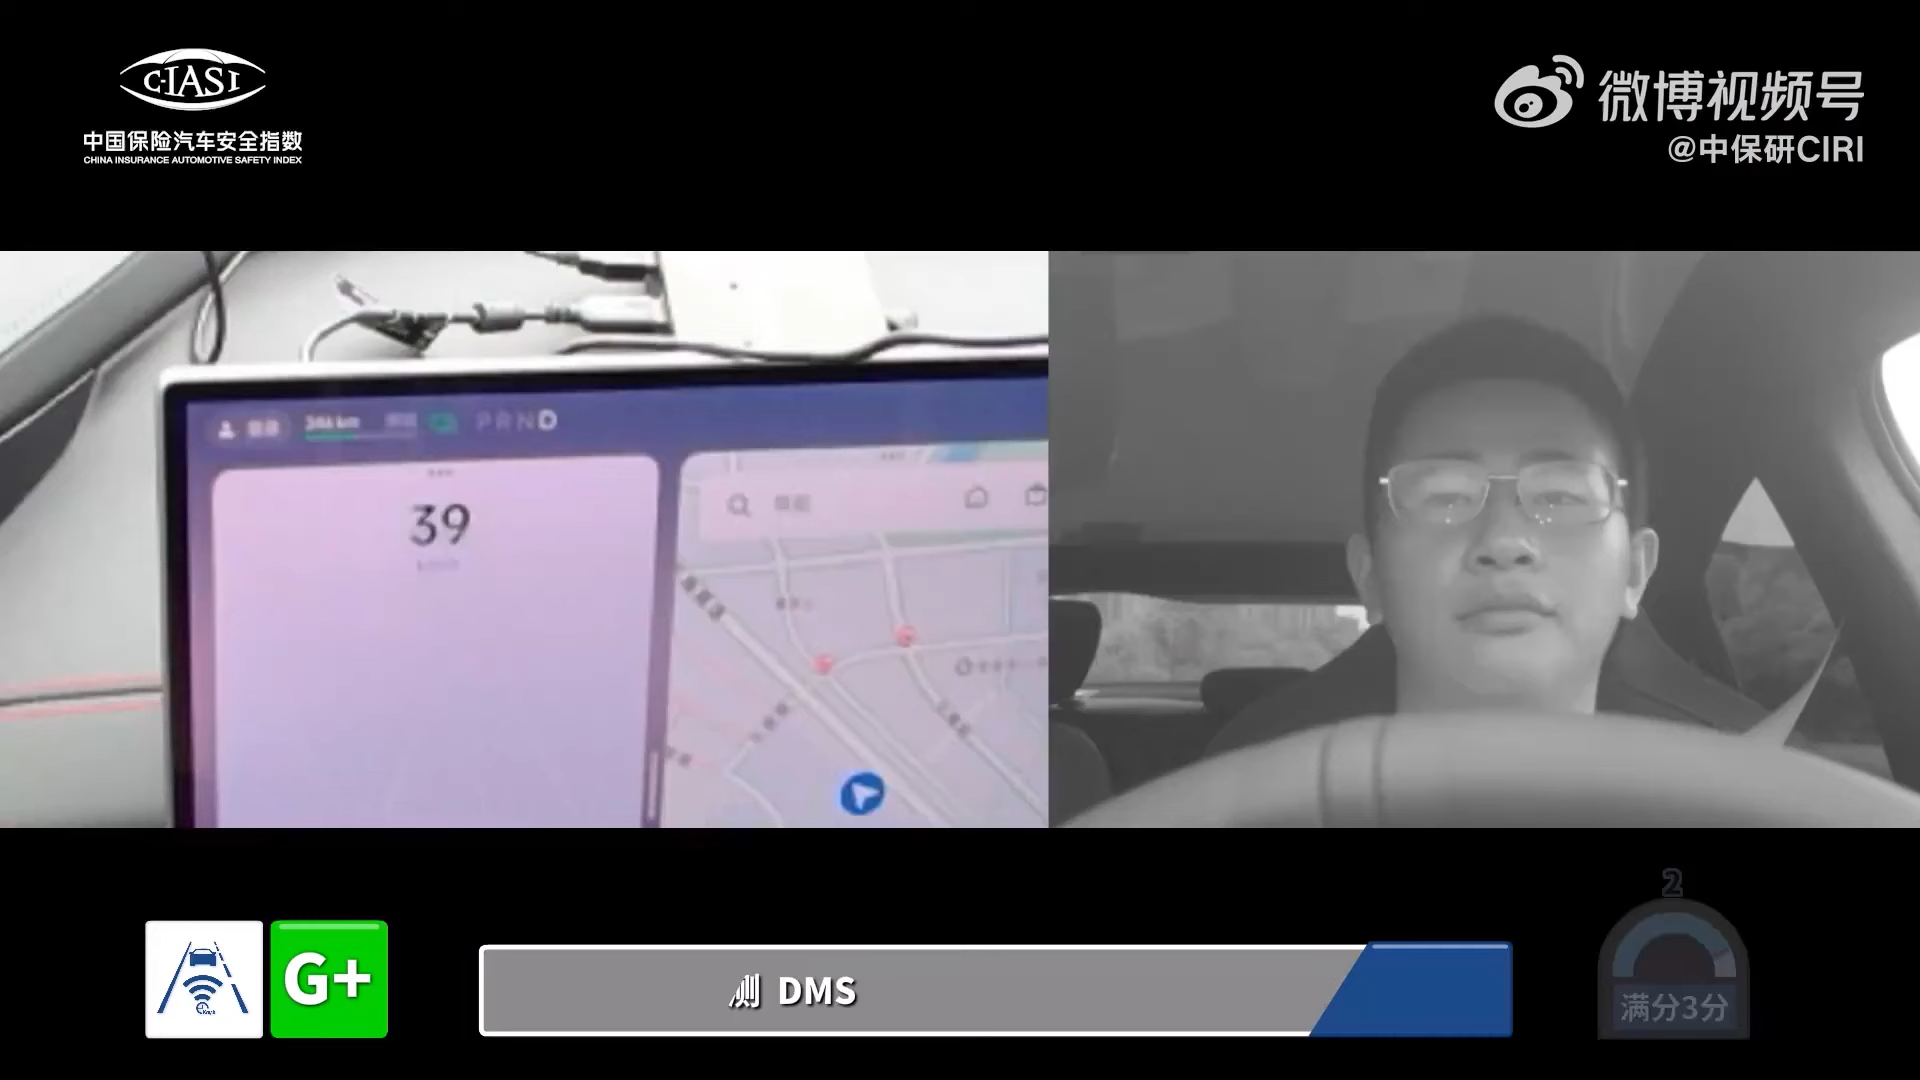 C-IASI
中国保险汽车安全指数
CHINA INSURANCE AUTOMOTIVE SAFETY INDEX
微博视频号
@中保研CIRI
PRND
39
G+
测 DMS
2
满分3分